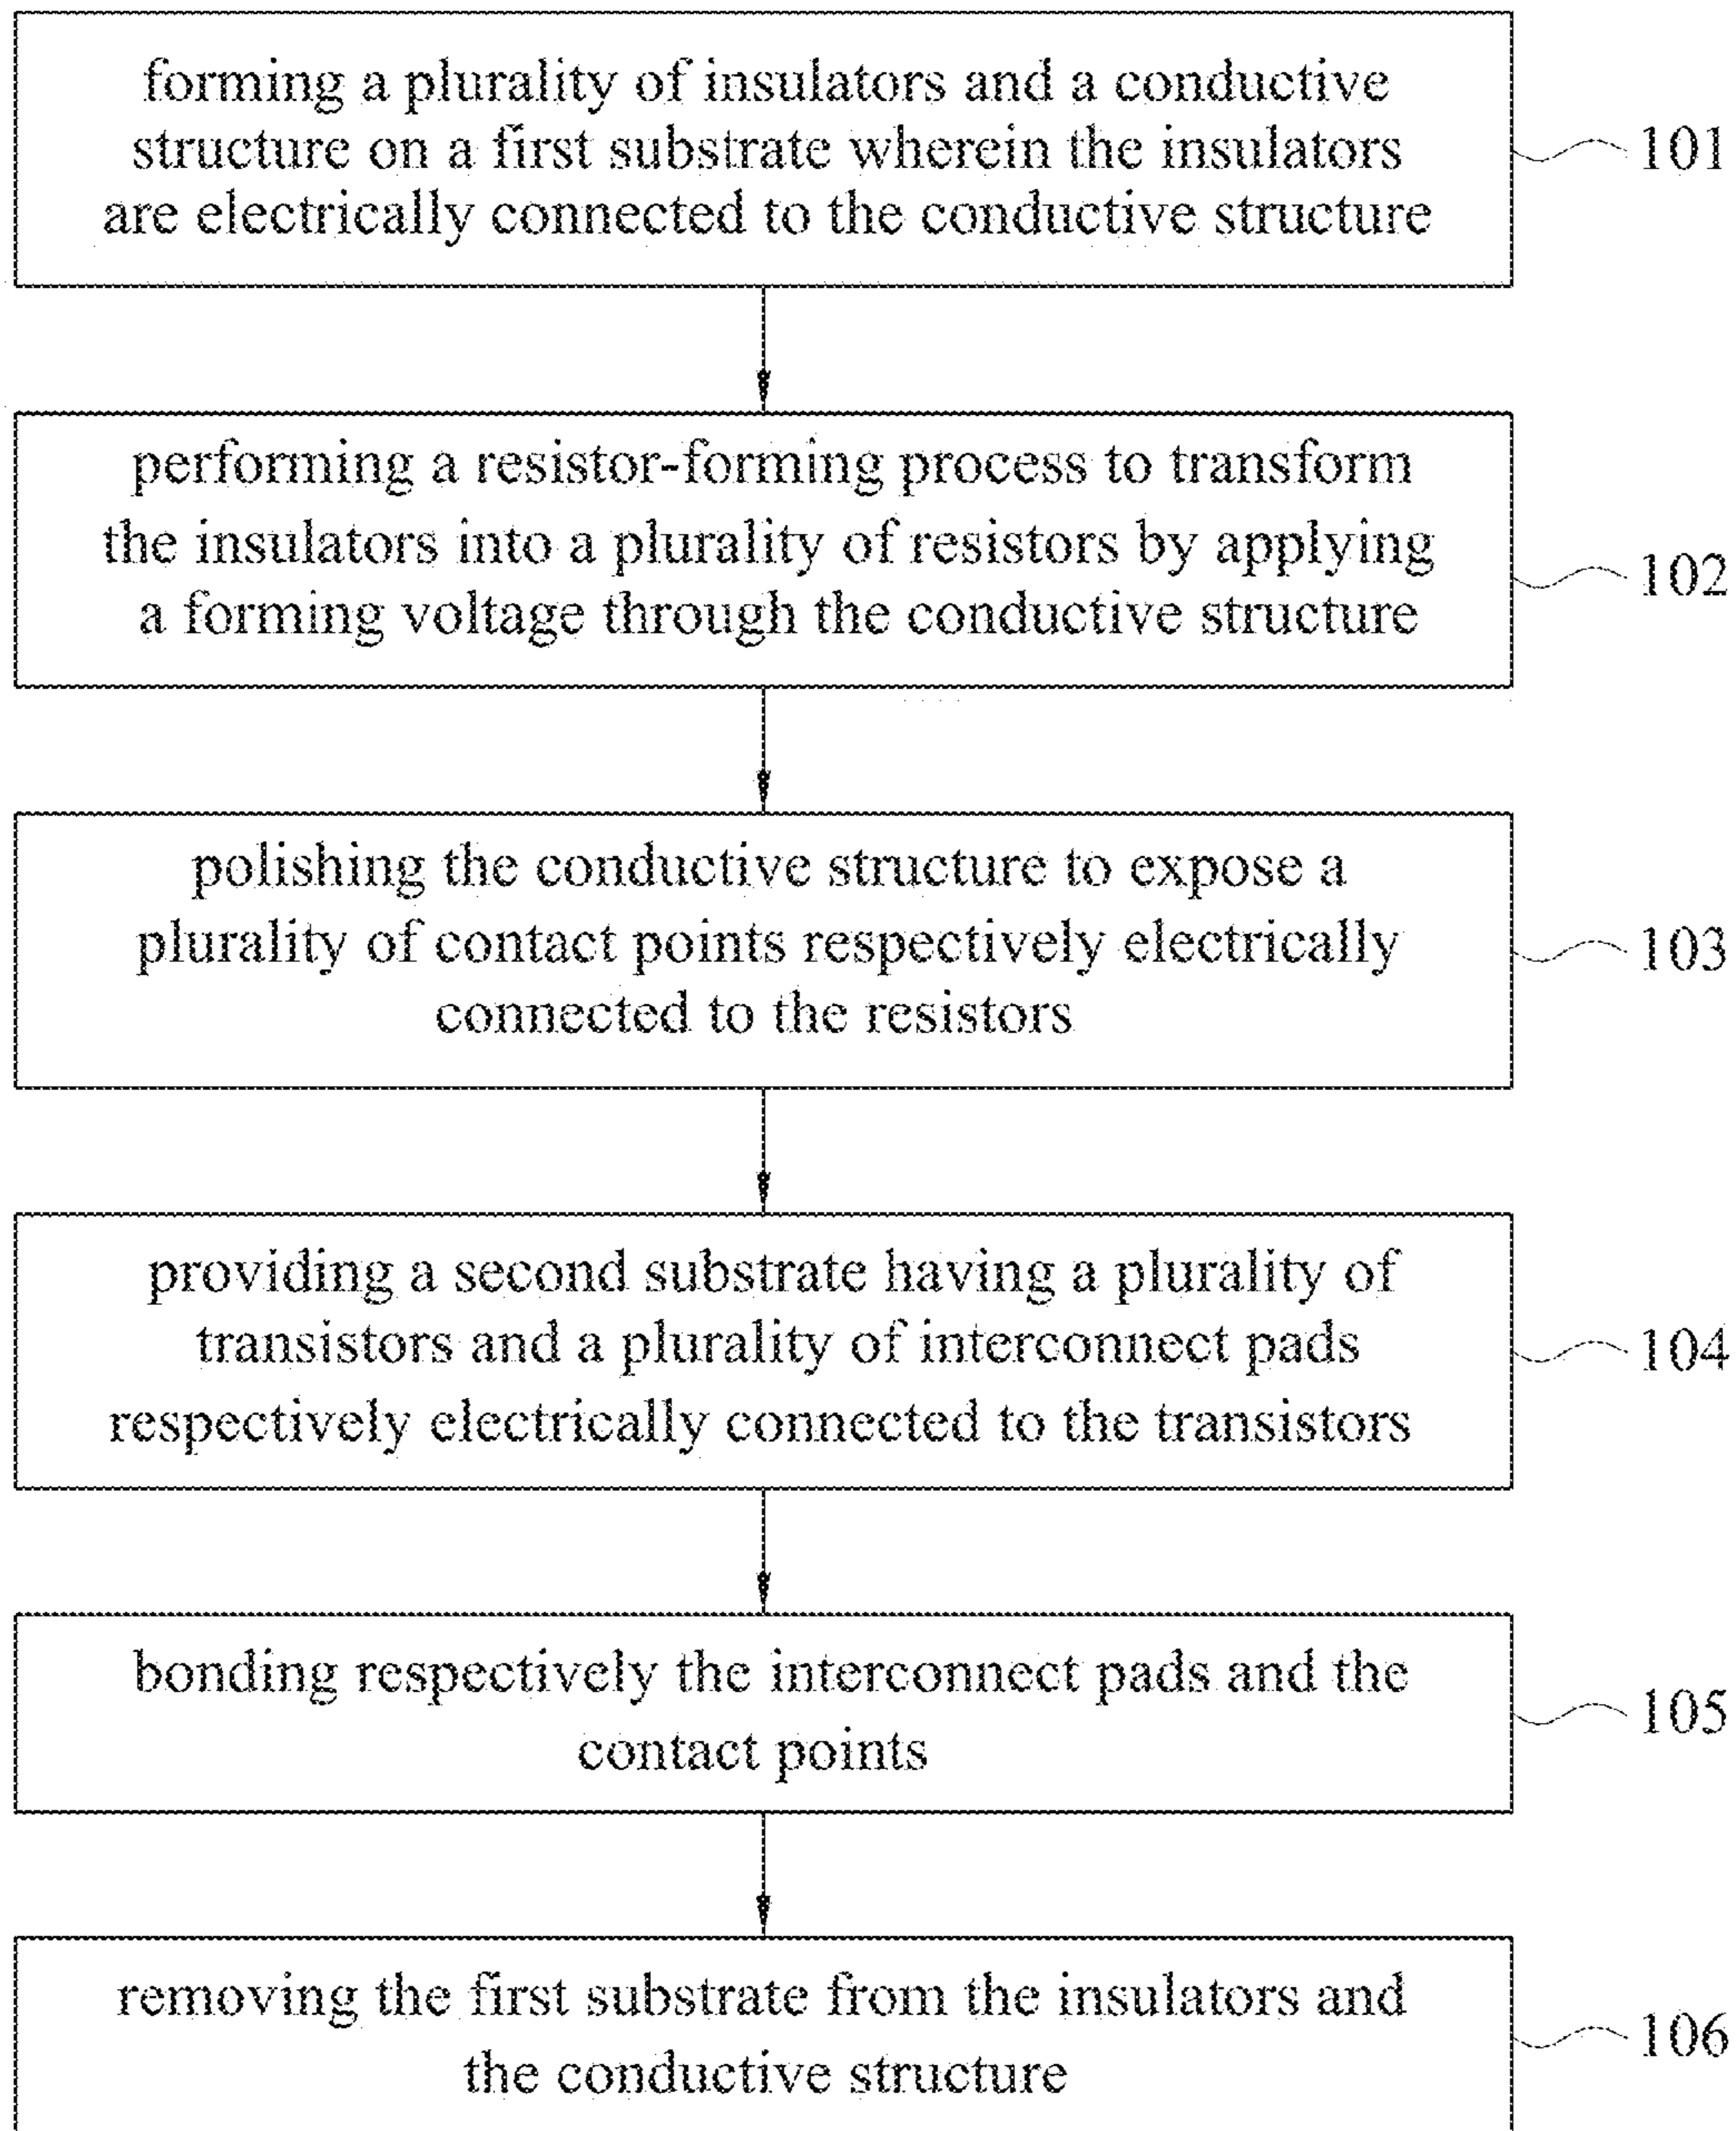 forming a plurality of insulators and a conductive
structure on a first substrate wherein the insulators
are electrically connected to the conductive structure
101
performing a resistor-forming process to transform
the insulators into a plurality of resistors by applying
a forming voltage through the conductive structure
102
polishing the conductive structure to expose a
plurality of contact points respectively electrically
connected to the resistors
103
providing a second substrate having a plurality of
transistors and a plurality of interconnect pads
respectively electrically connected to the transistors
104
bonding respectively the interconnect pads and the
contact points
105
removing the first substrate from the insulators and
the conductive structure
106